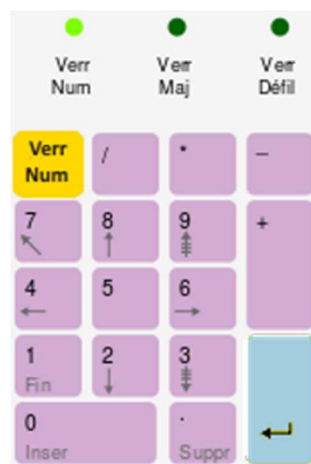 Verr Num
Verr Maj
Verr Défil
Verr Num
/
*
–
7
8
9
+
4
5
6
1
Fin
2
3
0
Inser
.
Suppr